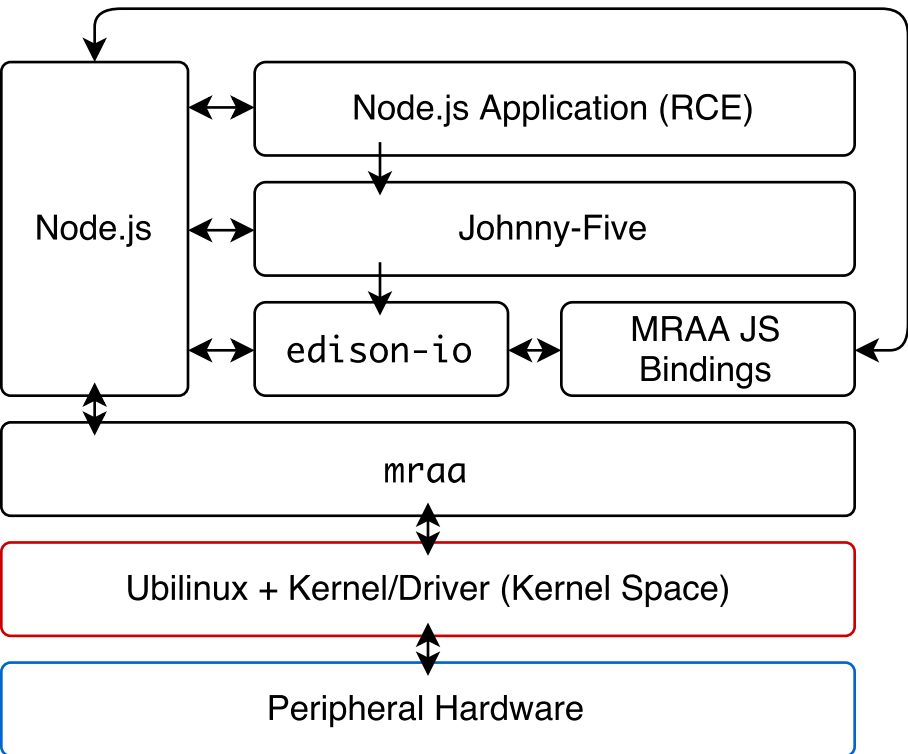 Node.js Application (RCE)
Node.js
Johnny-Five
edison-io
MRAA JS
Bindings
mraa
Ubilinux + Kernel/Driver (Kernel Space)
Peripheral Hardware